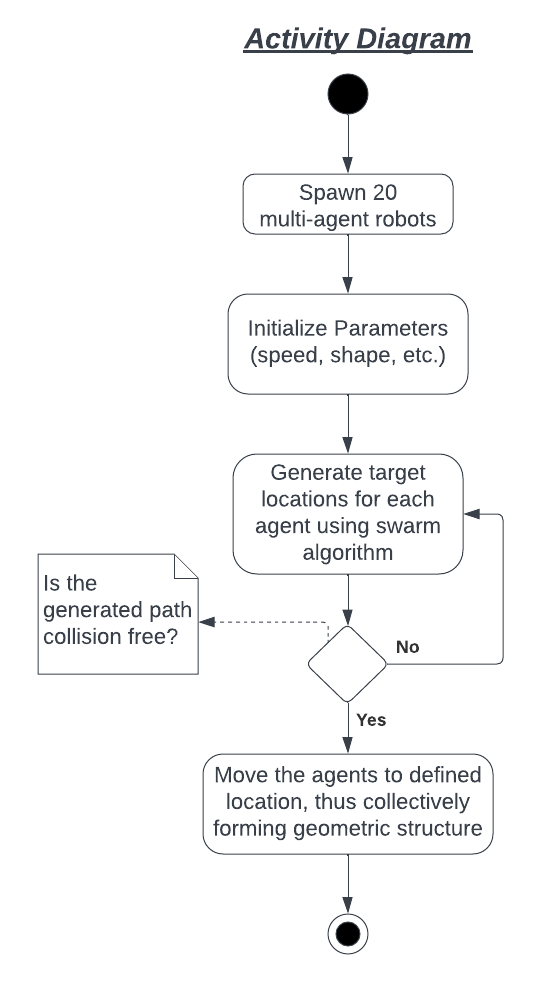 Activity Diagram
Spawn 20
multi-agent robots
Initialize Parameters
(speed, shape, etc.)
Generate target
locations for each
agent using swarm
algorithm
Is the
generated path
collision free?
No
Yes
Move the agents to defined
location, thus collectively
forming geometric structure